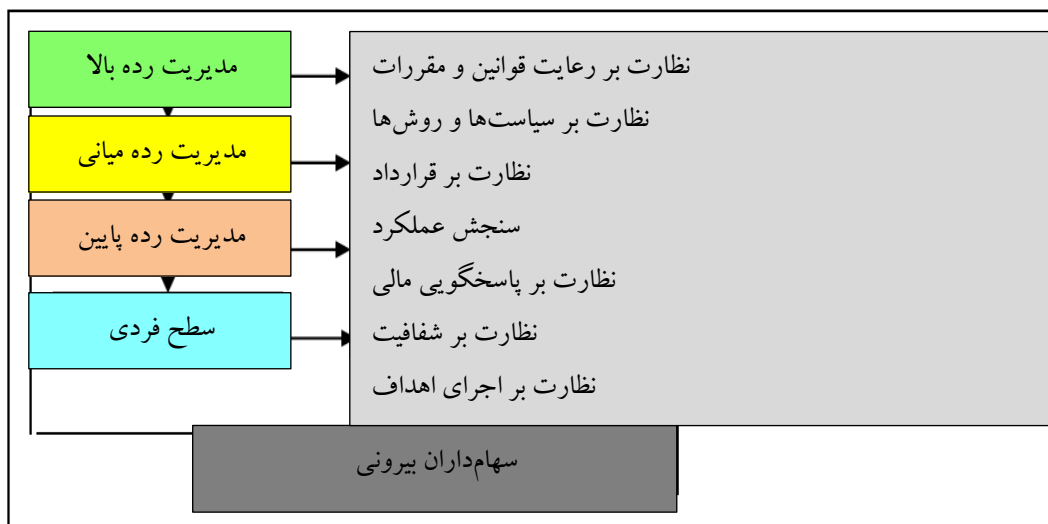 مدیریت رده بالا
مدیریت رده میانی
مدیریت رده پایین
سطح فردی
نظارت بر رعایت قوانین و مقررات
نظارت بر سیاست‌ها و روش‌ها
نظارت بر قرارداد
سنجش عملکرد
نظارت بر پاسخگویی مالی
نظارت بر شفافیت
نظارت بر اجرای اهداف
سهام‌داران بیرونی